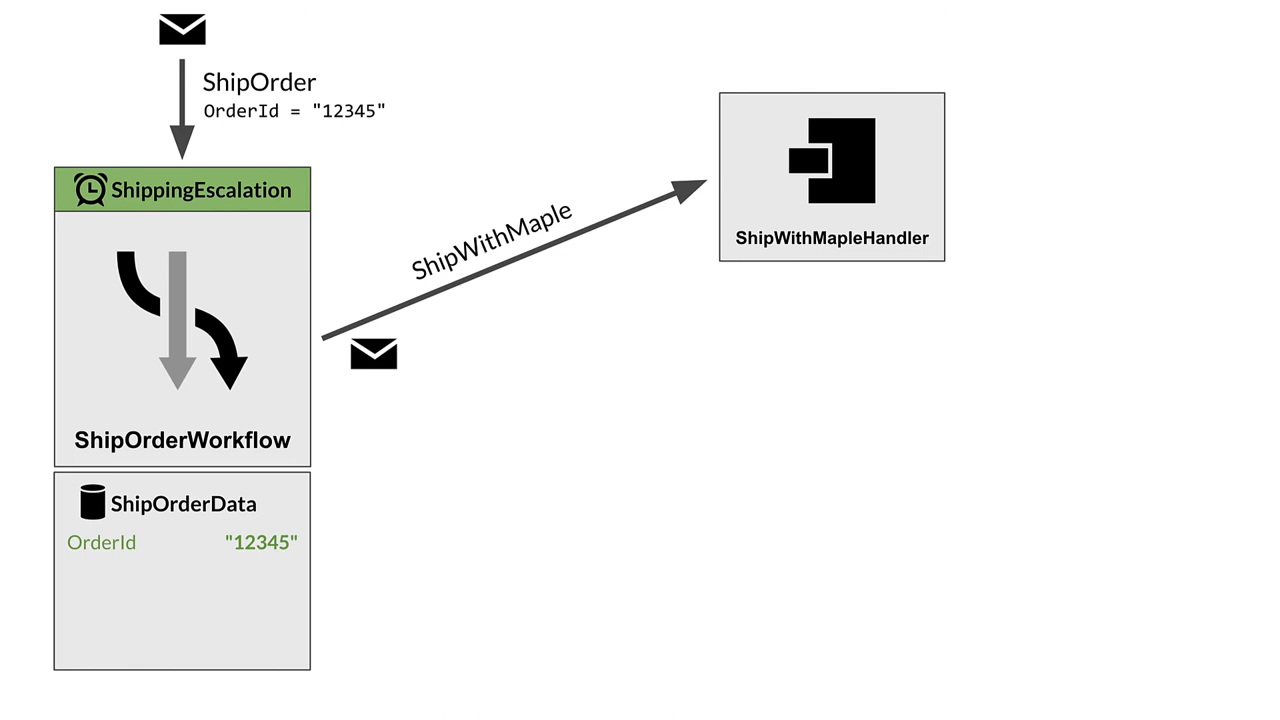 ShipOrder
OrderId = "12345"
ShippingEscalation
ShipWithMaple
ShipWithMapleHandler
ShipOrderWorkflow
ShipOrderData
OrderId "12345"